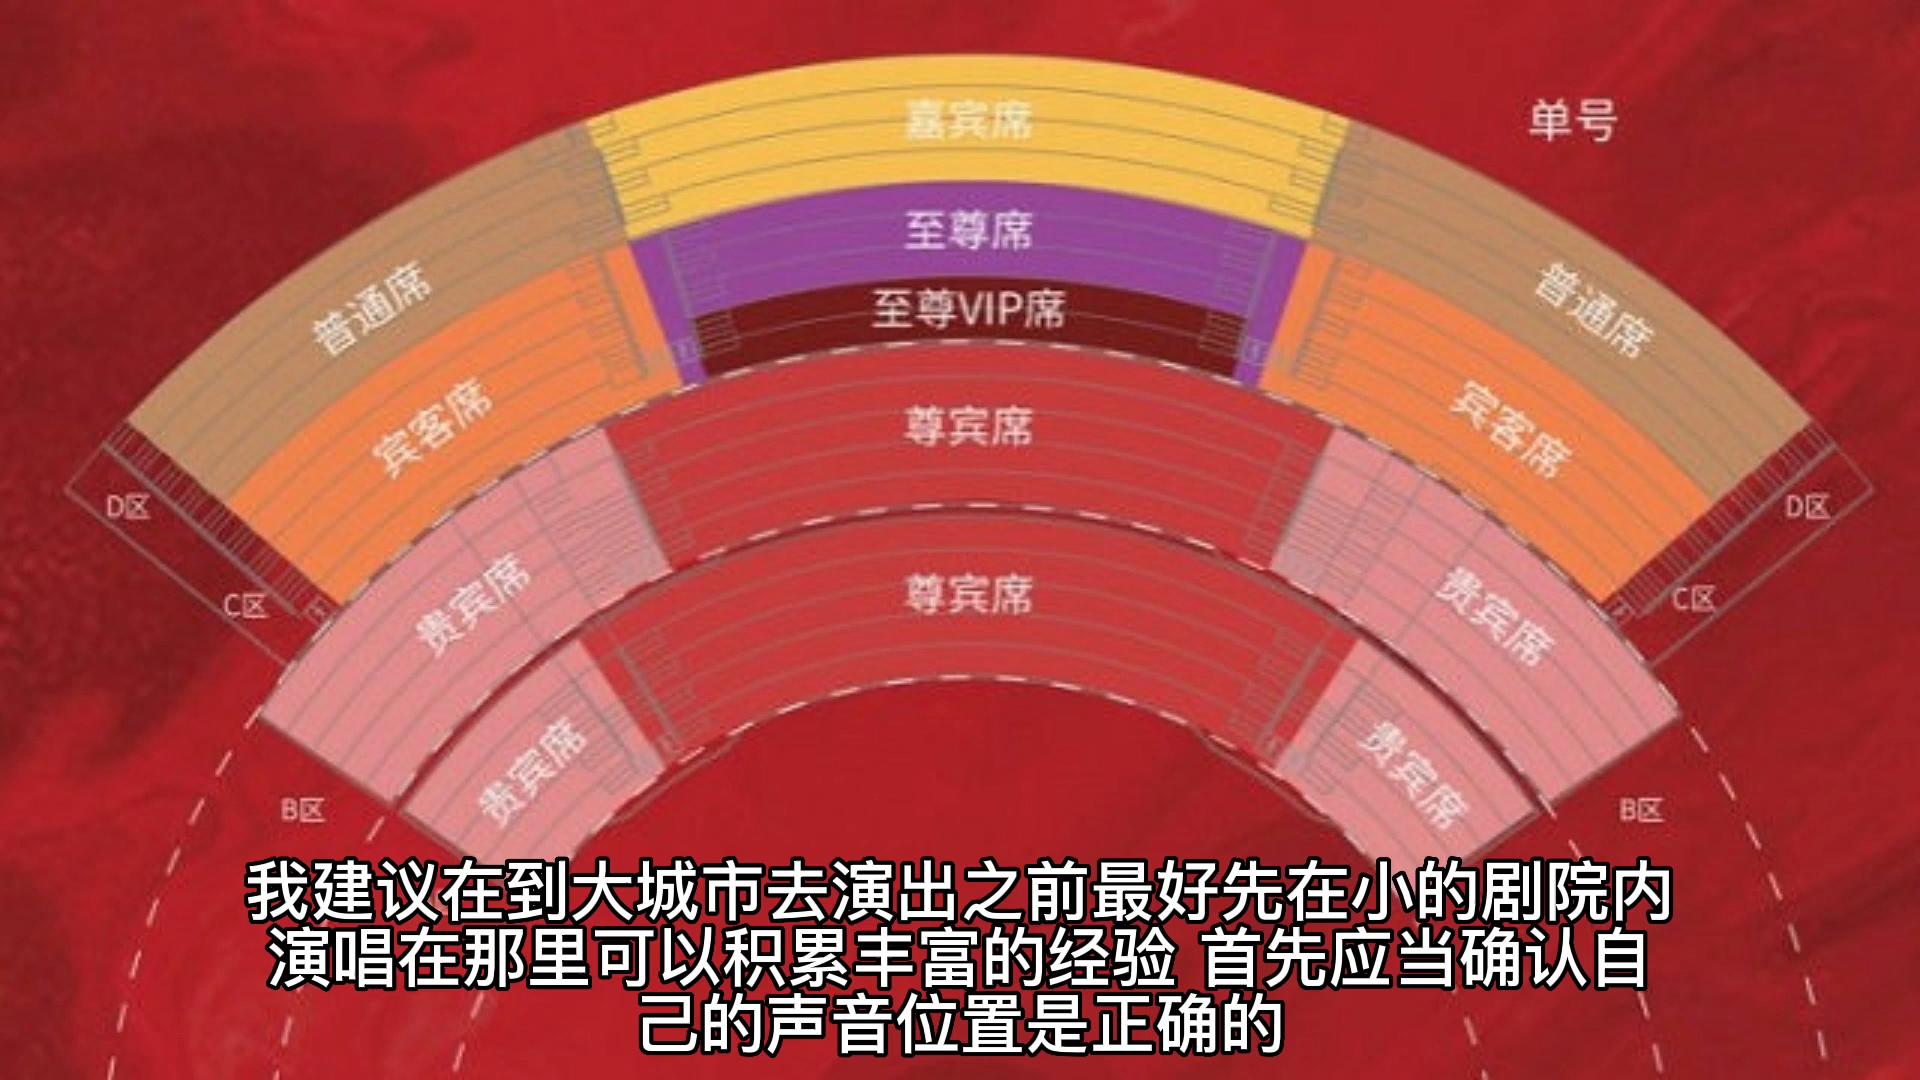 嘉宾席
单号
至尊席
普通席
普通席
至尊VIP席
宾客席
宾客席
尊宾席
D区
D区
贵宾席
贵宾席
C区
C区
尊宾席
贵宾席
贵宾席
B区
B区
我建议在到大城市去演出之前最好先在小的剧院内
演唱在那里可以积累丰富的经验 首先应当确认自
己的声音位置是正确的